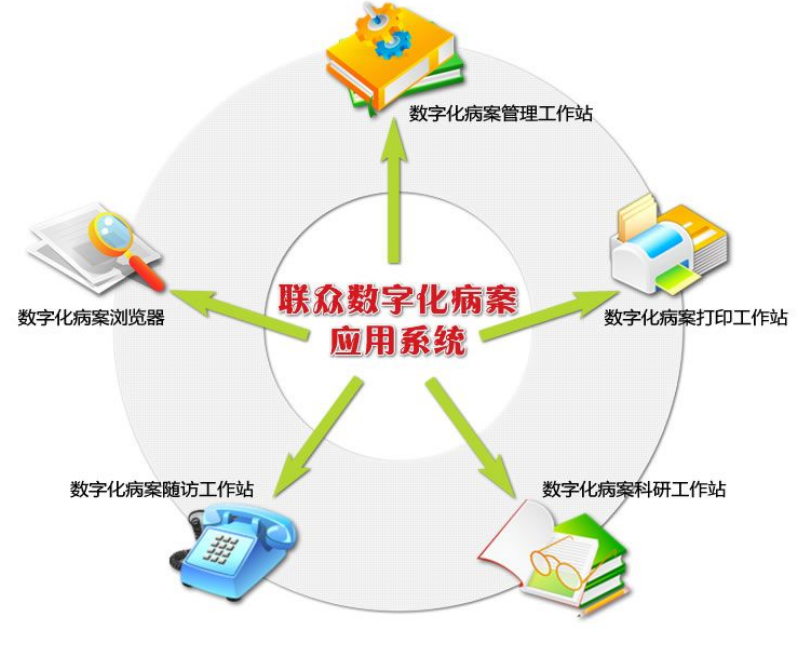 数字化病案管理工作站
数字化病案浏览器
联众数字化病案
应用系统
数字化病案打印工作站
数字化病案随访工作站
数字化病案科研工作站